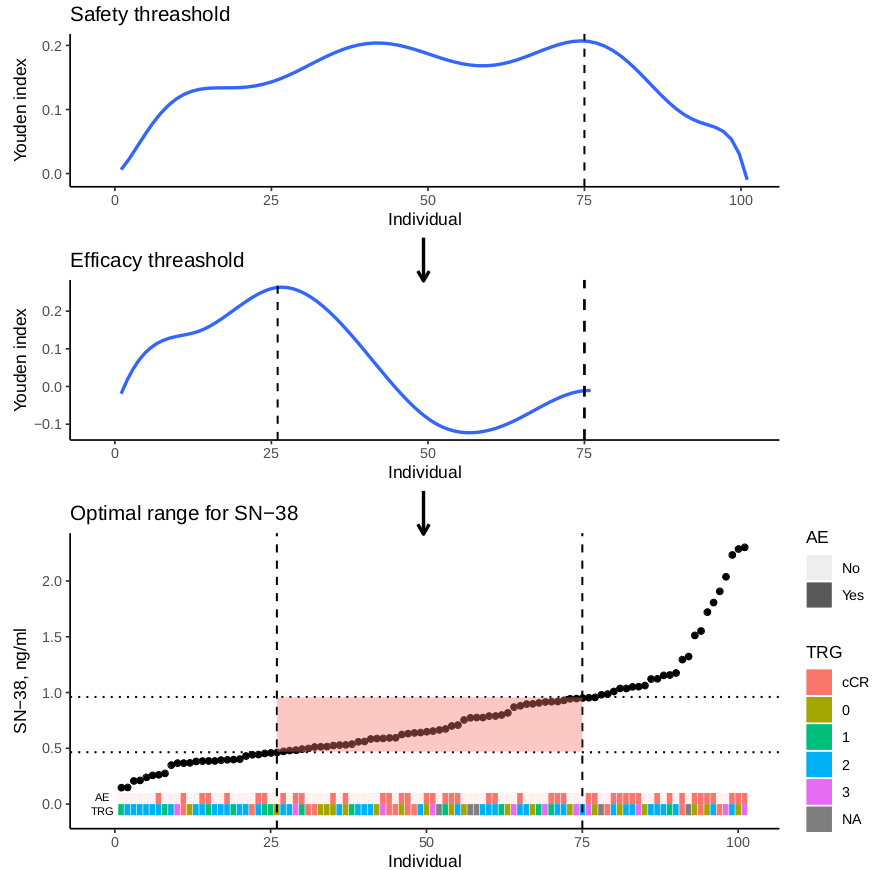 Safety threashold
Youden index
0.2
0.1
0.0
0 25 50 75 100
Individual
Efficacy threashold
Youden index
0.2
0.1
0.0
−0.1
0 25 50 75
Individual
Optimal range for SN−38
SN−38, ng/ml
2.0
1.5
1.0
0.5
0.0
AE
TRG
0 25 50 75 100
Individual
AE
No
Yes
TRG
cCR
0
1
2
3
NA